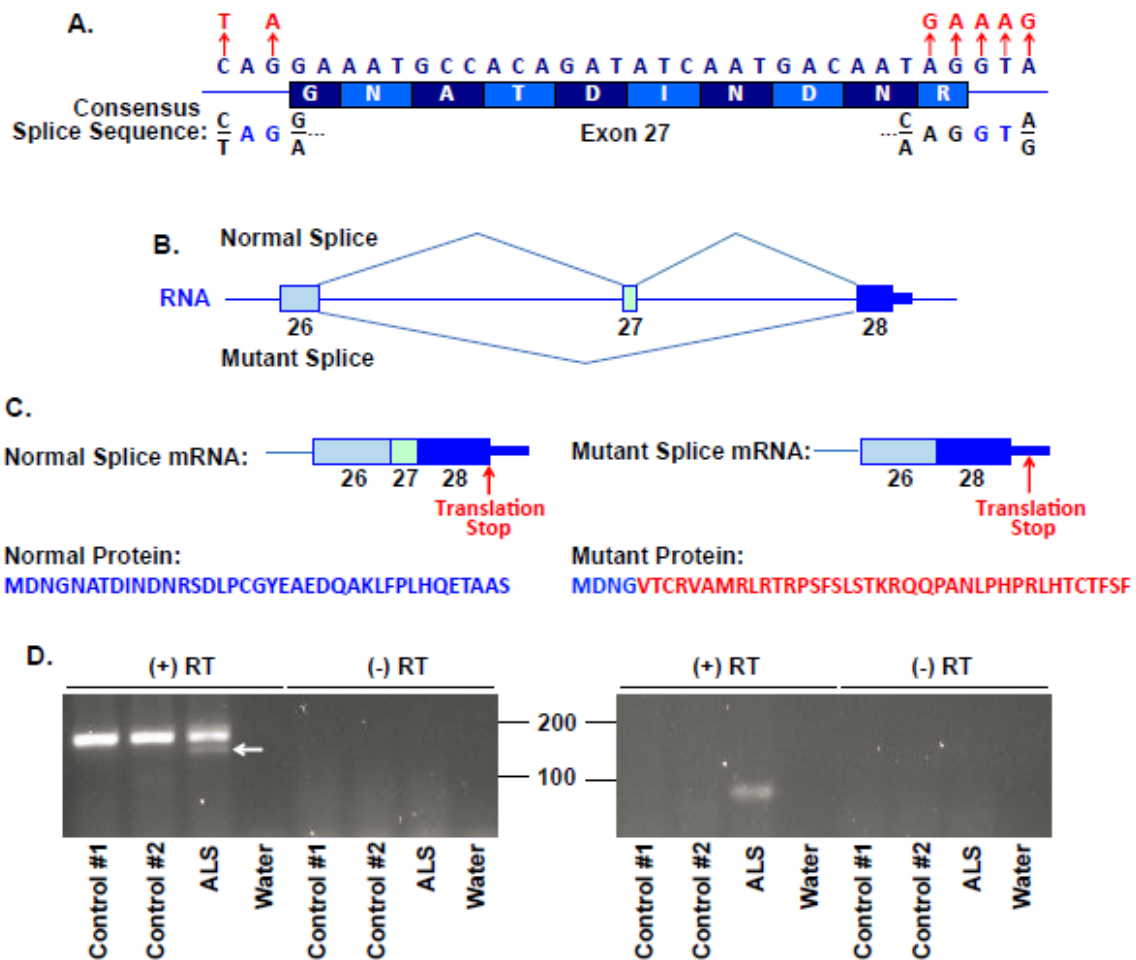 A.
T A G A A A G
C A G G A A A T G C C A C A G A T A T C A A T G A C A A T A G G T A
G N A T D I N D N R
Consensus
Splice Sequence:
C
T
A G
G
A
...
Exon 27
...
C
A
A G G T
A
G
B.
Normal Splice
RNA
26
27
28
Mutant Splice
C.
Normal Splice mRNA:
26 27 28
Translation
Stop
Normal Protein:
MDNGNATDINDNRSDLPCGYEAEDQAKLFPLHQETAAS
Mutant Splice mRNA:
26 28
Translation
Stop
Mutant Protein:
MDNGVTCRVAMRLRTRPSFSLSTKRQQPANLPHPRLHTCTFSF
D.
(+) RT
(-) RT
(+) RT
(-) RT
200
100
Control #1
Control #2
ALS
Water
Control #1
Control #2
ALS
Water
Control #1
Control #2
ALS
Water
Control #1
Control #2
ALS
Water